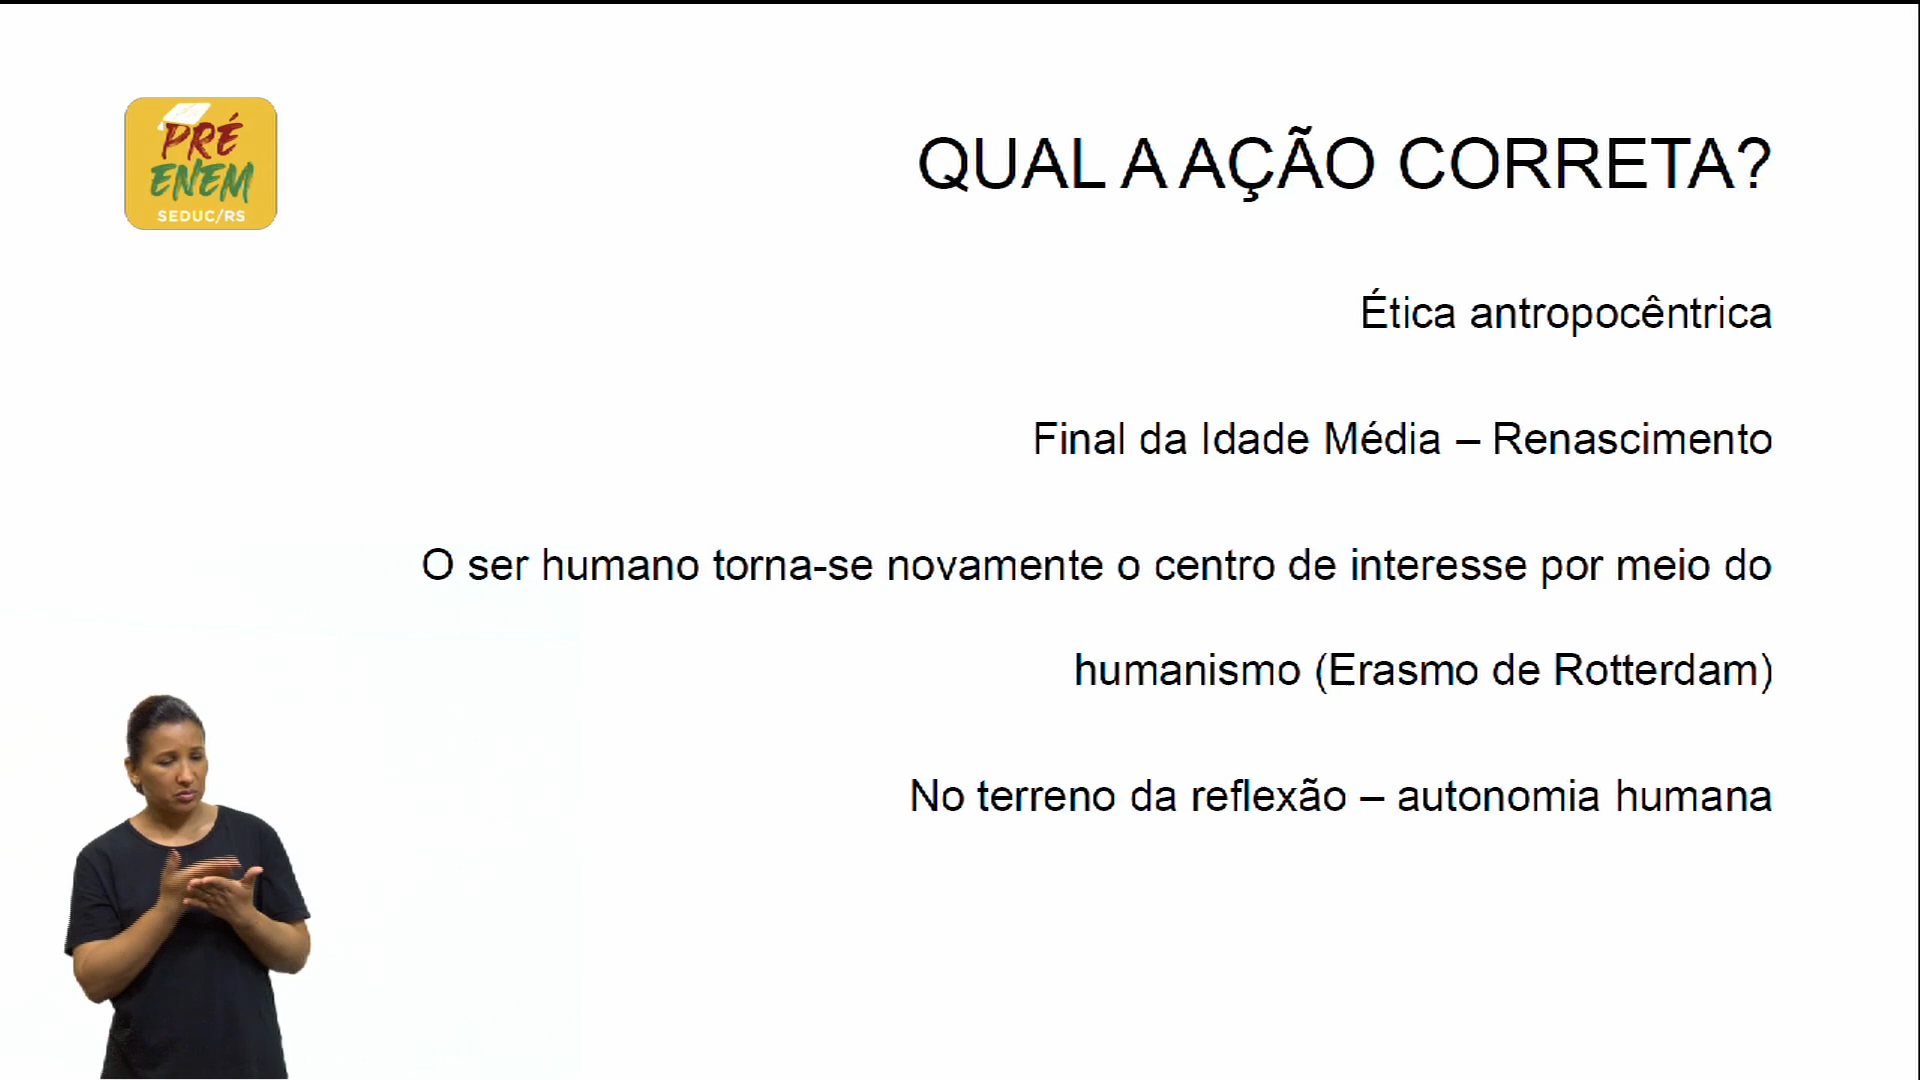 PRÉ
ENEM
SEDUC/RS
QUAL A AÇÃO CORRETA?
Ética antropocêntrica
Final da Idade Média – Renascimento
O ser humano torna-se novamente o centro de interesse por meio do
humanismo (Erasmo de Rotterdam)
No terreno da reflexão – autonomia humana